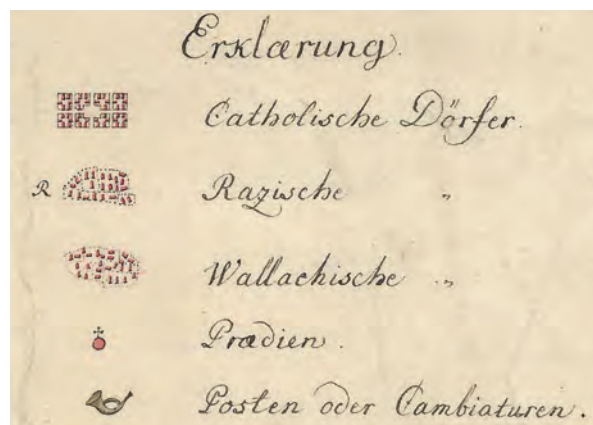 Erklærung.
Catholische Dörfer.
R Razische "
Wallachische "
Prædien.
Posten oder Cambiaturen.